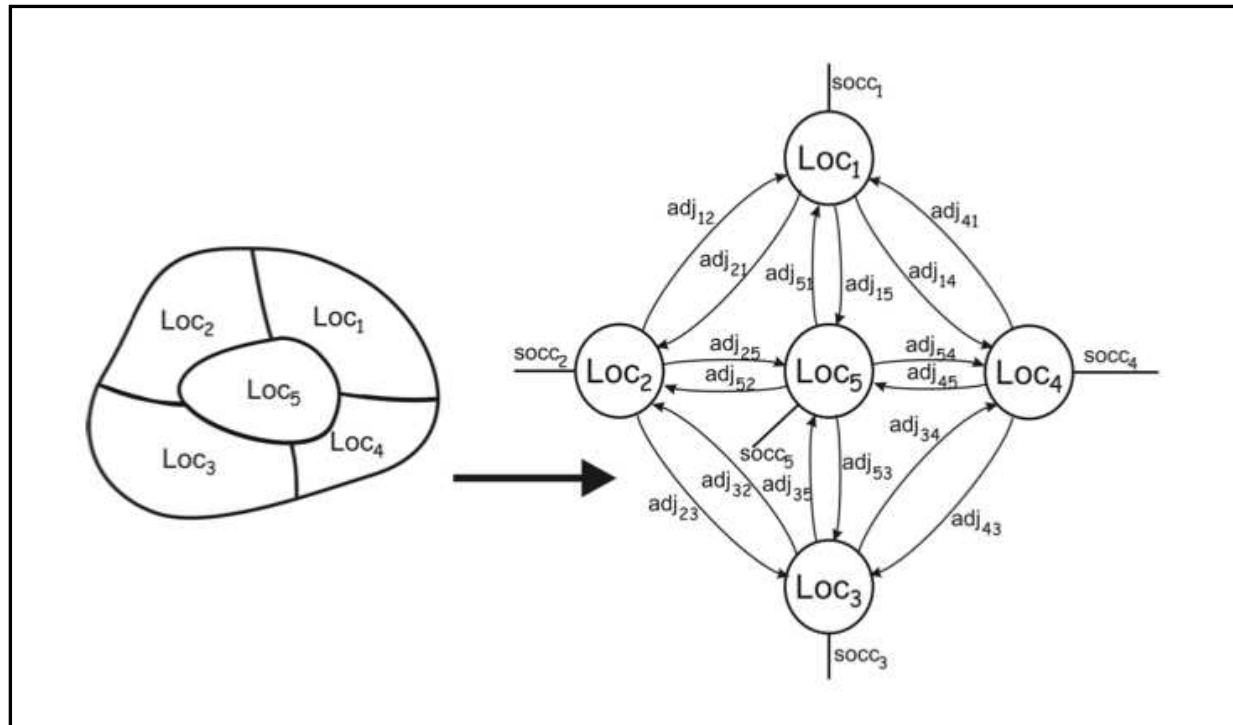 Loc₂
Loc₁
Loc₅
Loc₃
Loc₄
socc₁
Loc₁
adj₁₂
adj₄₁
adj₂₁
adj₅₁
adj₁₅
adj₁₄
socc₂
Loc₂
adj₂₅
adj₅₂
Loc₅
adj₅₄
adj₄₅
Loc₄
socc₄
socc₅
adj₂₃
adj₃₂
adj₃₅
adj₅₃
adj₃₄
adj₄₃
Loc₃
socc₃